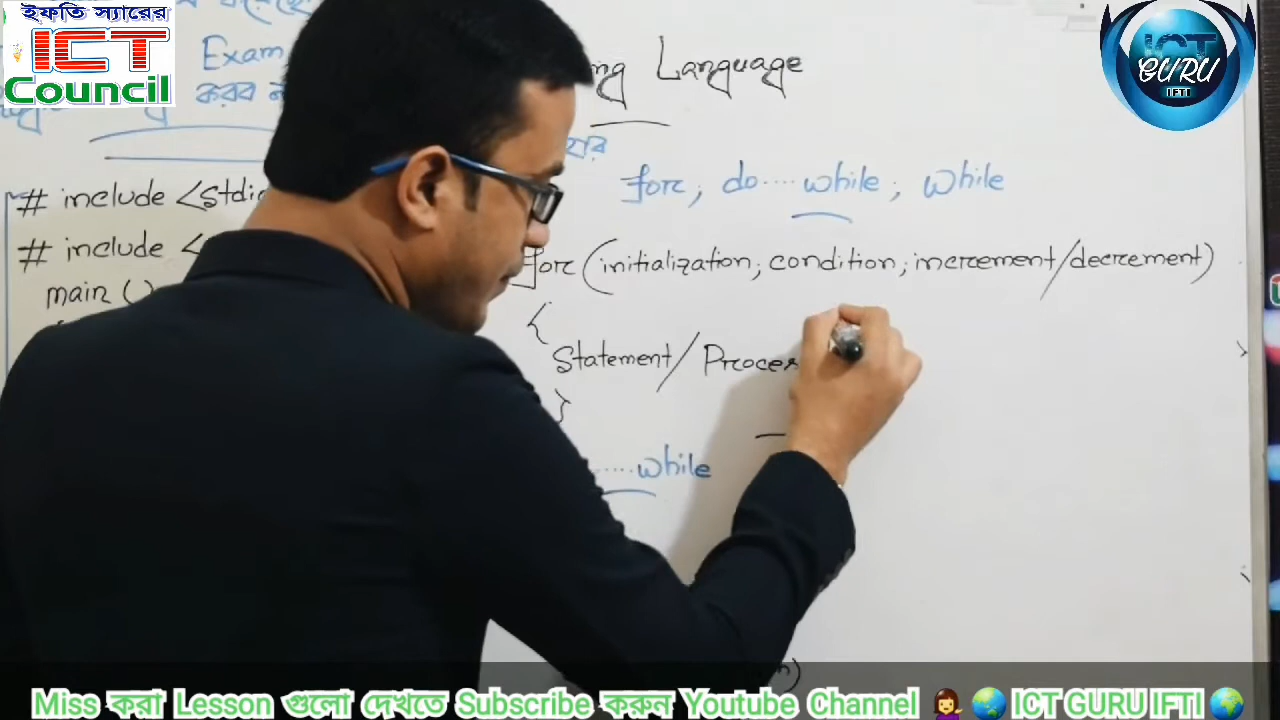 ইফতি স্যারের
ICT
Council
ICT
GURU
IFTI
Exam
করব
Language
for, do....while, while
# include <stdio
# include <
main ()
for (initialization; condition; increment/decrement)
{
Statement/Proces
}
.....while
Miss করা Lesson গুলো দেখতে Subscribe করুন Youtube Channel 💁‍♀️🌏 ICT GURU IFTI 🌏